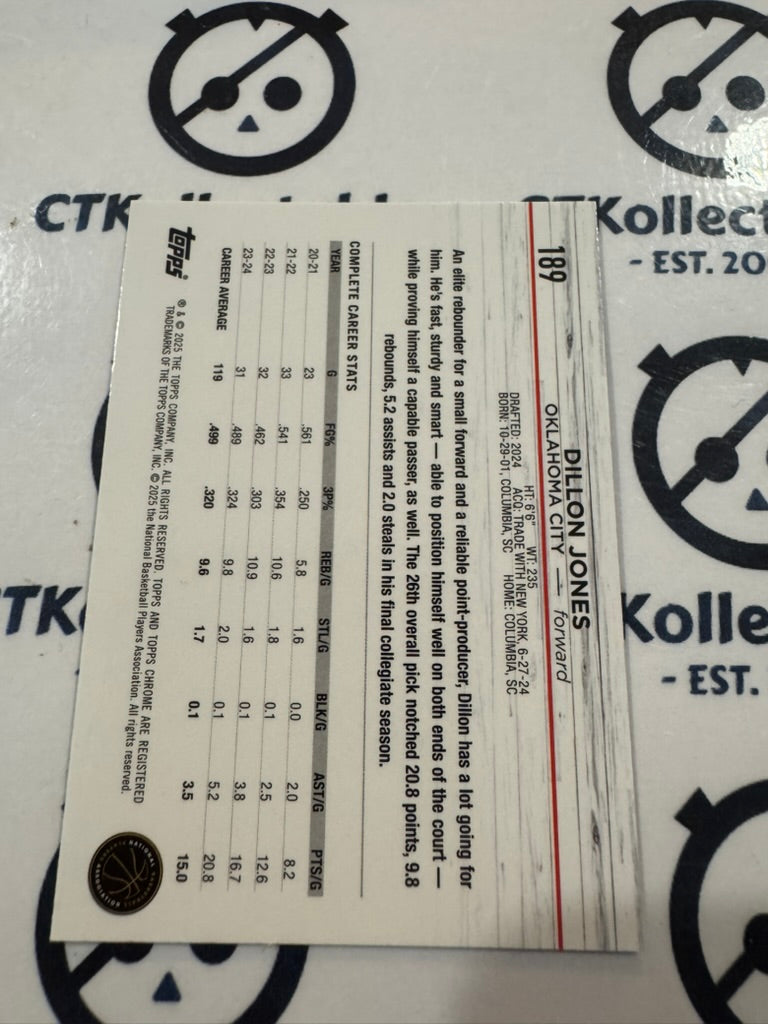 189
DILLON JONES
OKLAHOMA CITY — forward
HT: 6'6" WT: 235
DRAFTED: 2024 ACQ: TRADE WITH NEW YORK, 6-27-24
BORN: 10-29-01, COLUMBIA, SC HOME: COLUMBIA, SC
An elite rebounder for a small forward and a reliable point-producer, Dillon has a lot going for
him. He's fast, sturdy and smart — able to position himself well on both ends of the court —
while proving himself a capable passer, as well. The 26th overall pick notched 20.8 points, 9.8
rebounds, 5.2 assists and 2.0 steals in his final collegiate season.
COMPLETE CAREER STATS
YEAR G FG% 3P% REB/G STL/G BLK/G AST/G PTS/G
20-21 23 .561 .250 5.8 1.6 0.0 2.0 8.2
21-22 33 .541 .354 10.6 1.8 0.1 2.5 12.6
22-23 32 .462 .303 10.9 1.6 0.1 3.8 16.7
23-24 31 .489 .324 9.8 2.0 0.1 5.2 20.8
CAREER AVERAGE 119 .499 .320 9.6 1.7 0.1 3.5 15.0
topps
® & © 2025 THE TOPPS COMPANY, INC. ALL RIGHTS RESERVED. TOPPS AND TOPPS CHROME ARE REGISTERED
TRADEMARKS OF THE TOPPS COMPANY, INC. © 2025 the National Basketball Players Association. All rights reserved.
NATIONAL BASKETBALL PLAYERS ASSOCIATION
CTK
Kollect
- EST. 20
TK
Kolle
- EST.